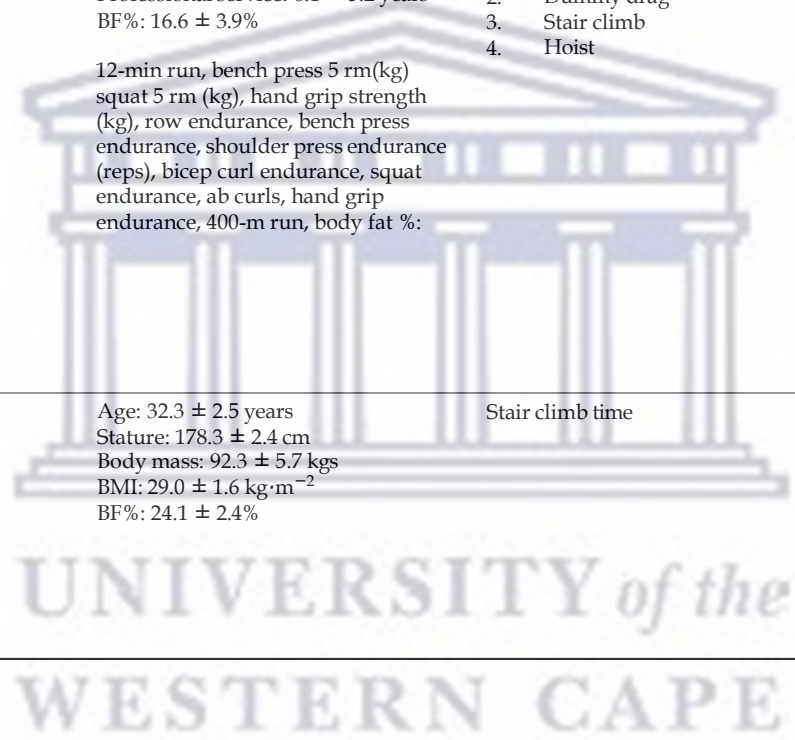 BF%: 16.6 ± 3.9%
2. Dummy drag
3. Stair climb
4. Hoist
12-min run, bench press 5 rm(kg)
squat 5 rm (kg), hand grip strength
(kg), row endurance, bench press
endurance, shoulder press endurance
(reps), bicep curl endurance, squat
endurance, ab curls, hand grip
endurance, 400-m run, body fat %:
Age: 32.3 ± 2.5 years
Stature: 178.3 ± 2.4 cm
Body mass: 92.3 ± 5.7 kgs
BMI: 29.0 ± 1.6 kg·m⁻²
BF%: 24.1 ± 2.4%
Stair climb time
UNIVERSITY of the
WESTERN CAPE